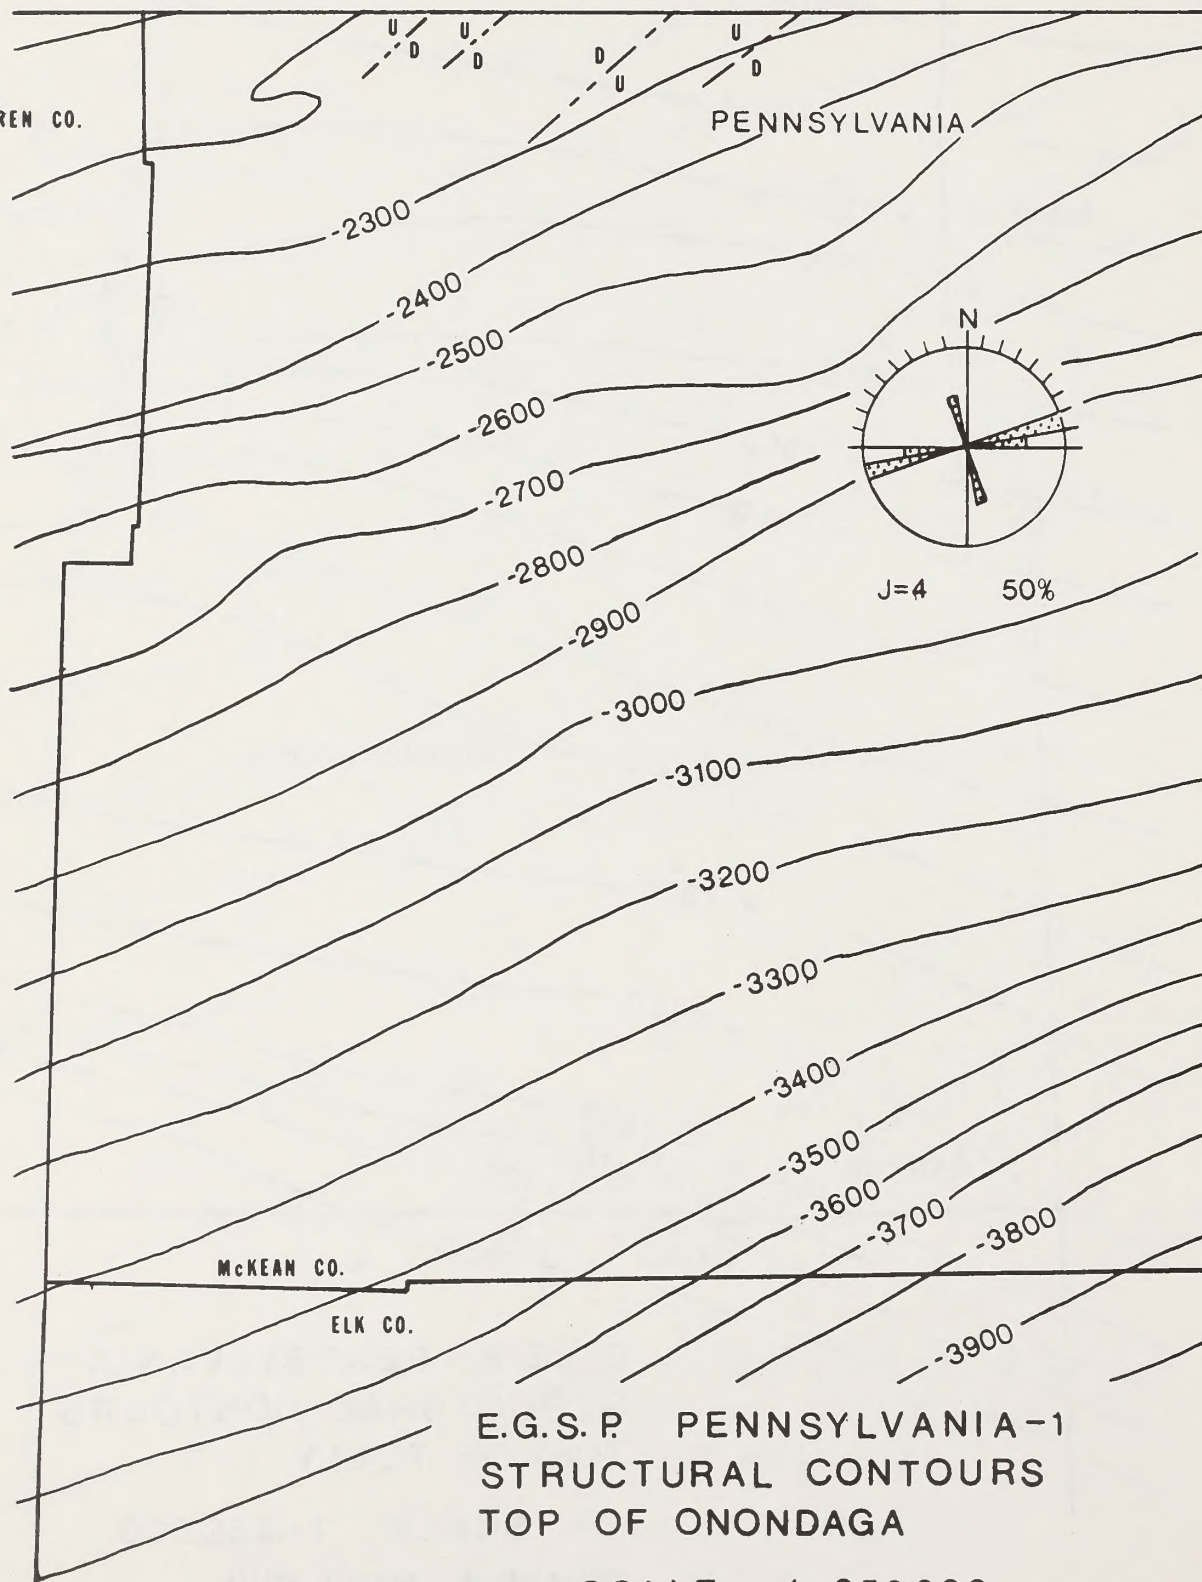 U
D
U
D
D
U
U
D
REN CO.
PENNSYLVANIA
-2300
-2400
-2500
N
-2600
-2700
-2800
J=4 50%
-2900
-3000
-3100
-3200
-3300
-3400
-3500
-3600
-3700
-3800
McKEAN CO.
ELK CO.
-3900
E.G.S.P. PENNSYLVANIA-1
STRUCTURAL CONTOURS
TOP OF ONONDAGA